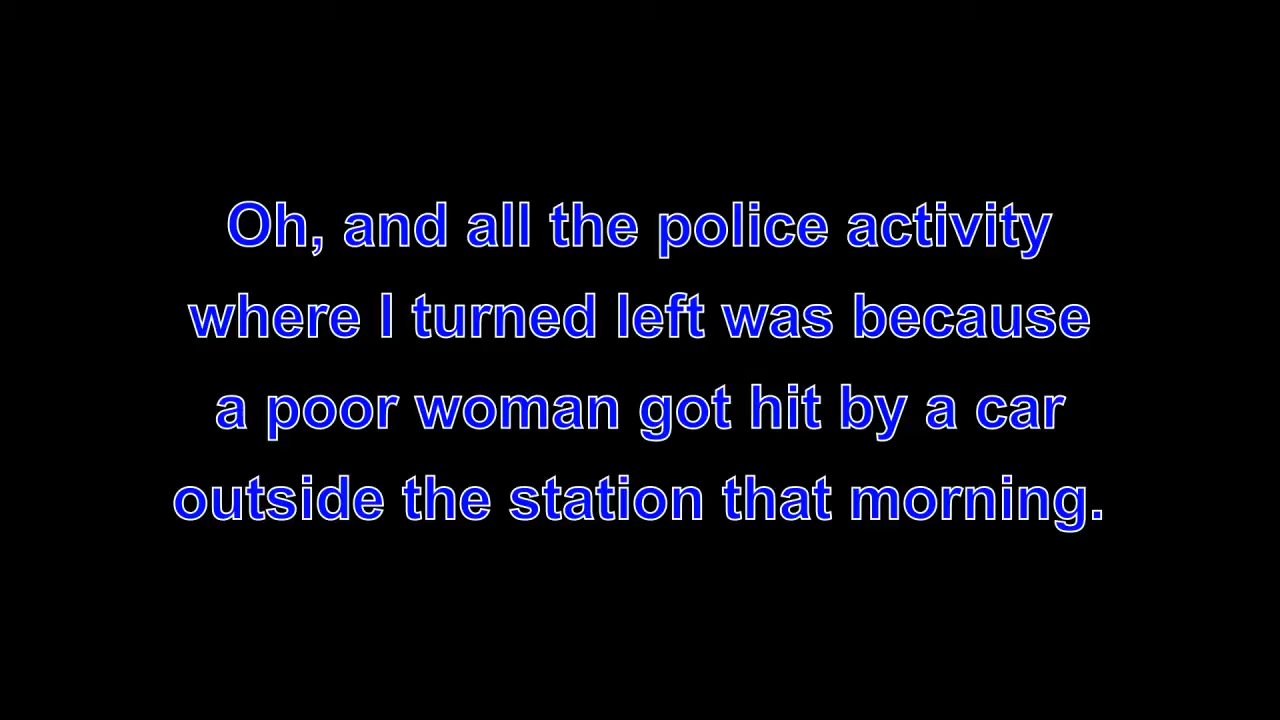 Oh, and all the police activity
where I turned left was because
a poor woman got hit by a car
outside the station that morning.